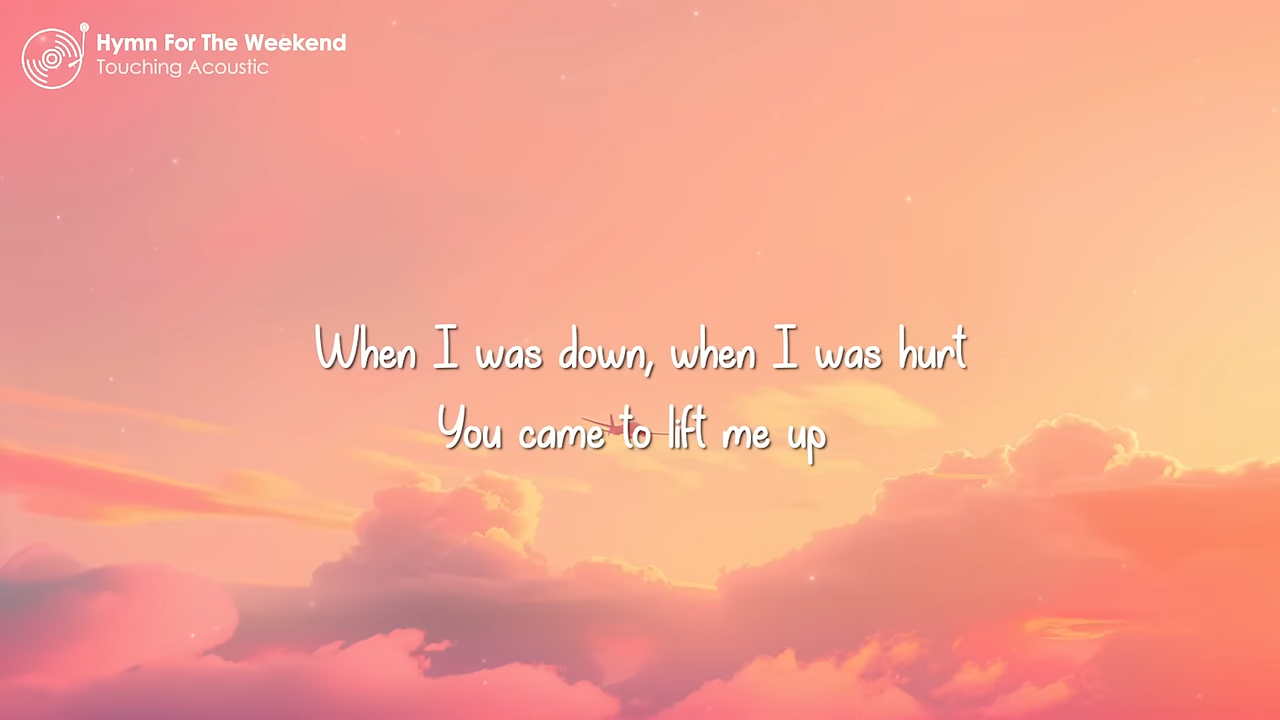 Hymn For The Weekend
Touching Acoustic
When I was down, when I was hurt
You came to lift me up